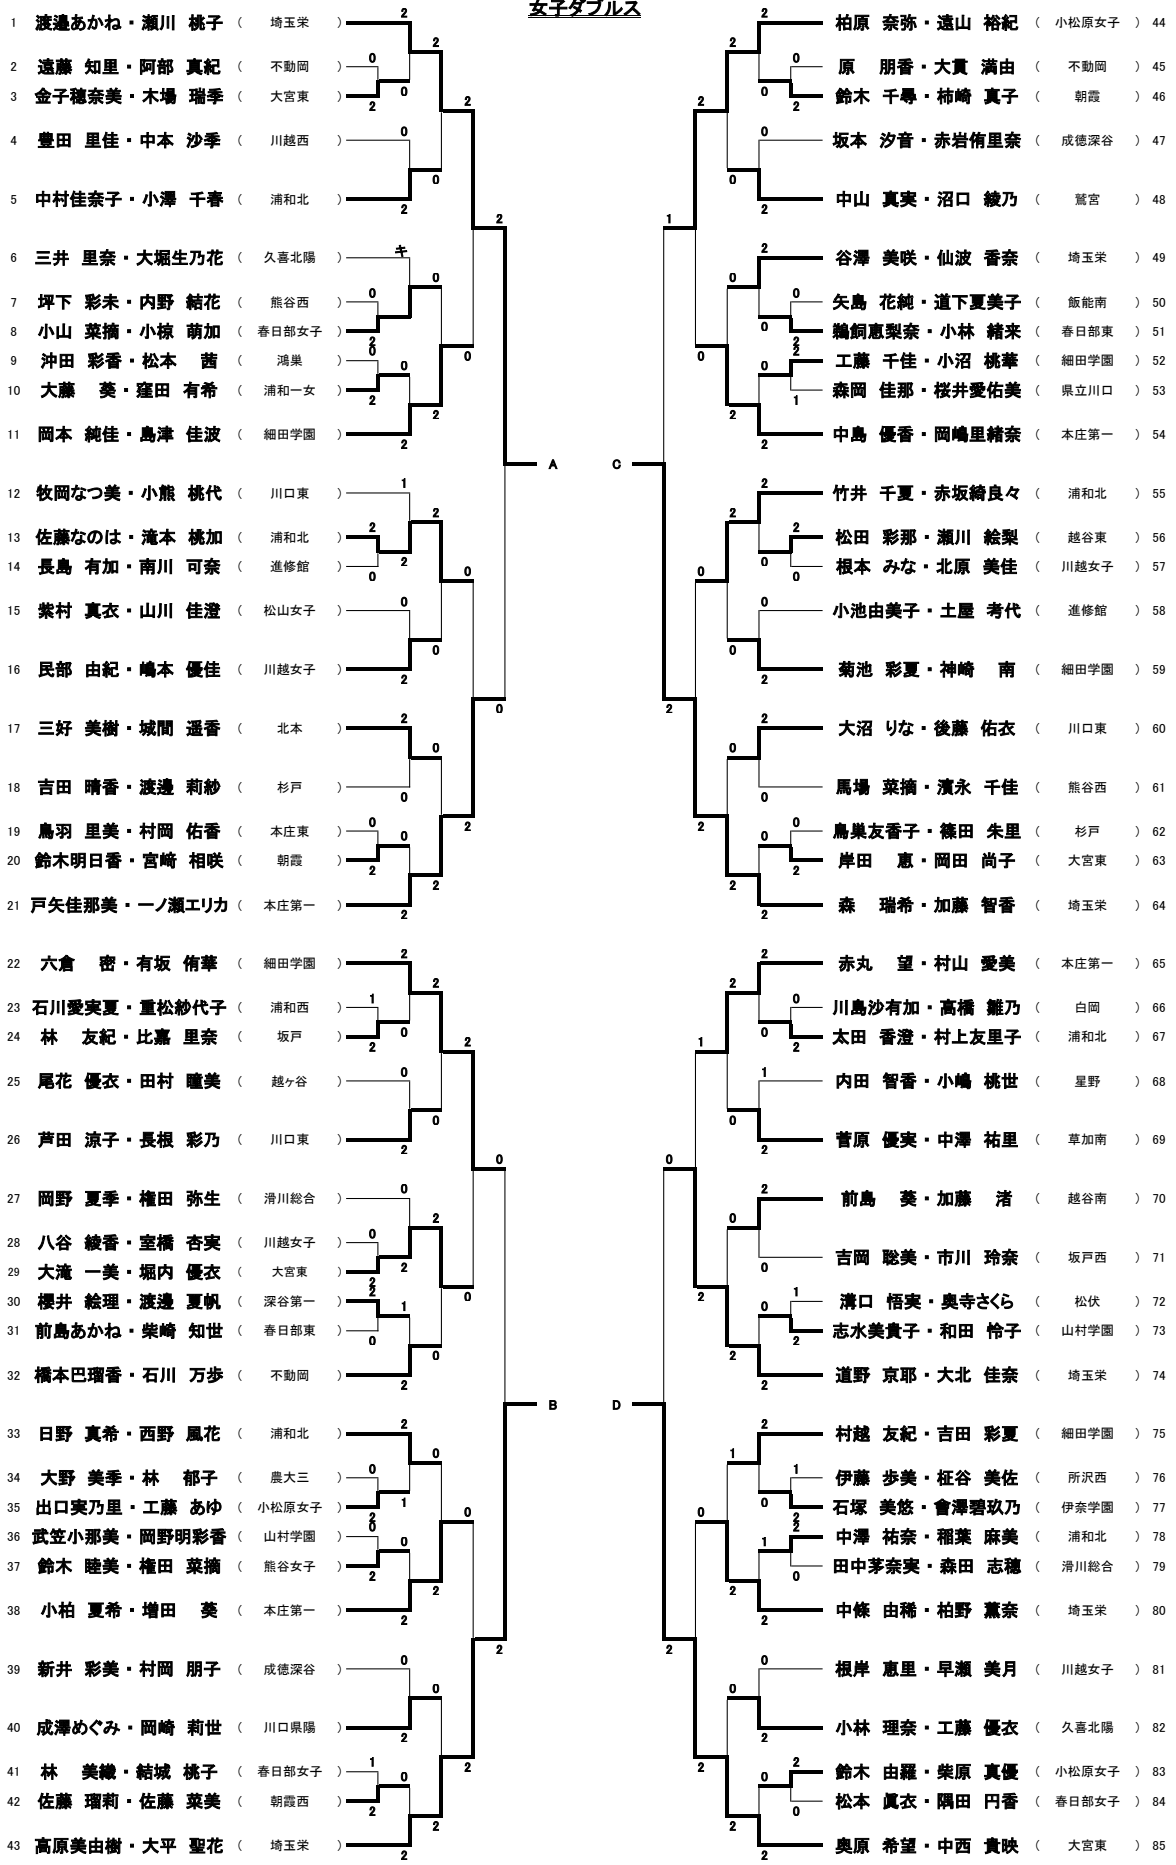 女子ダブルス
1 渡邉あかね・瀬川 桃子 （ 埼玉栄 ）
2 遠藤 知里・阿部 真紀 （ 不動岡 ）
3 金子穂奈美・木場 瑞季 （ 大宮東 ）
4 豊田 里佳・中本 沙季 （ 川越西 ）
5 中村佳奈子・小澤 千春 （ 浦和北 ）
6 三井 里奈・大堀生乃花 （ 久喜北陽 ）
キ
7 坪下 彩未・内野 結花 （ 熊谷西 ）
8 小山 菜摘・小椋 萌加 （ 春日部女子 ）
9 沖田 彩香・松本 茜 （ 鴻巣 ）
10 大藤 葵・窪田 有希 （ 浦和一女 ）
11 岡本 純佳・島津 佳波 （ 細田学園 ）
A
12 牧岡なつ美・小熊 桃代 （ 川口東 ）
13 佐藤なのは・滝本 桃加 （ 浦和北 ）
14 長島 有加・南川 可奈 （ 進修館 ）
15 紫村 真衣・山川 佳澄 （ 松山女子 ）
16 民部 由紀・嶋本 優佳 （ 川越女子 ）
17 三好 美樹・城間 遥香 （ 北本 ）
18 吉田 晴香・渡邊 莉紗 （ 杉戸 ）
19 鳥羽 里美・村岡 佑香 （ 本庄東 ）
20 鈴木明日香・宮﨑 相咲 （ 朝霞 ）
21 戸矢佳那美・一ノ瀬エリカ （ 本庄第一 ）
22 六倉 密・有坂 侑華 （ 細田学園 ）
23 石川愛実夏・重松紗代子 （ 浦和西 ）
24 林 友紀・比嘉 里奈 （ 坂戸 ）
25 尾花 優衣・田村 瞳美 （ 越ヶ谷 ）
26 芦田 涼子・長根 彩乃 （ 川口東 ）
27 岡野 夏季・権田 弥生 （ 滑川総合 ）
28 八谷 綾香・室橋 杏実 （ 川越女子 ）
29 大滝 一美・堀内 優衣 （ 大宮東 ）
30 櫻井 絵理・渡邊 夏帆 （ 深谷第一 ）
31 前島あかね・柴崎 知世 （ 春日部東 ）
32 橋本巴瑠香・石川 万歩 （ 不動岡 ）
B
33 日野 真希・西野 風花 （ 浦和北 ）
34 大野 美季・林 郁子 （ 農大三 ）
35 出口実乃里・工藤 あゆ （ 小松原女子 ）
36 武笠小那美・岡野明彩香 （ 山村学園 ）
37 鈴木 睦美・権田 菜摘 （ 熊谷女子 ）
38 小柏 夏希・増田 葵 （ 本庄第一 ）
39 新井 彩美・村岡 朋子 （ 成徳深谷 ）
40 成澤めぐみ・岡崎 莉世 （ 川口県陽 ）
41 林 美織・結城 桃子 （ 春日部女子 ）
42 佐藤 瑠莉・佐藤 菜美 （ 朝霞西 ）
43 高原美由樹・大平 聖花 （ 埼玉栄 ）
柏原 奈弥・遠山 裕紀 （ 小松原女子 ） 44
原 朋香・大貫 満由 （ 不動岡 ） 45
鈴木 千尋・柿崎 真子 （ 朝霞 ） 46
坂本 汐音・赤岩侑里奈 （ 成徳深谷 ） 47
中山 真実・沼口 綾乃 （ 鷲宮 ） 48
谷澤 美咲・仙波 香奈 （ 埼玉栄 ） 49
矢島 花純・道下夏美子 （ 飯能南 ） 50
鵜飼恵梨奈・小林 緒来 （ 春日部東 ） 51
工藤 千佳・小沼 桃華 （ 細田学園 ） 52
森岡 佳那・桜井愛佑美 （ 県立川口 ） 53
中島 優香・岡嶋里緒奈 （ 本庄第一 ） 54
C
竹井 千夏・赤坂綺良々 （ 浦和北 ） 55
松田 彩那・瀬川 絵梨 （ 越谷東 ） 56
根本 みな・北原 美佳 （ 川越女子 ） 57
小池由美子・土屋 考代 （ 進修館 ） 58
菊池 彩夏・神崎 南 （ 細田学園 ） 59
大沼 りな・後藤 佑衣 （ 川口東 ） 60
馬場 菜摘・濱永 千佳 （ 熊谷西 ） 61
鳥巣友香子・篠田 朱里 （ 杉戸 ） 62
岸田 恵・岡田 尚子 （ 大宮東 ） 63
森 瑞希・加藤 智香 （ 埼玉栄 ） 64
赤丸 望・村山 愛美 （ 本庄第一 ） 65
川島沙有加・高橋 雛乃 （ 白岡 ） 66
太田 香澄・村上友里子 （ 浦和北 ） 67
内田 智香・小嶋 桃世 （ 星野 ） 68
菅原 優実・中澤 祐里 （ 草加南 ） 69
前島 葵・加藤 渚 （ 越谷南 ） 70
吉岡 聡美・市川 玲奈 （ 坂戸西 ） 71
溝口 悟実・奥寺さくら （ 松伏 ） 72
志水美貴子・和田 怜子 （ 山村学園 ） 73
道野 京耶・大北 佳奈 （ 埼玉栄 ） 74
D
村越 友紀・吉田 彩夏 （ 細田学園 ） 75
伊藤 歩美・柾谷 美佐 （ 所沢西 ） 76
石塚 美悠・會澤碧玖乃 （ 伊奈学園 ） 77
中澤 祐奈・稲葉 麻美 （ 浦和北 ） 78
田中茅奈実・森田 志穂 （ 滑川総合 ） 79
中條 由稀・柏野 薫奈 （ 埼玉栄 ） 80
根岸 恵里・早瀬 美月 （ 川越女子 ） 81
小林 理奈・工藤 優衣 （ 久喜北陽 ） 82
鈴木 由羅・柴原 真優 （ 小松原女子 ） 83
松本 眞衣・隅田 円香 （ 春日部女子 ） 84
奥原 希望・中西 貴映 （ 大宮東 ） 85